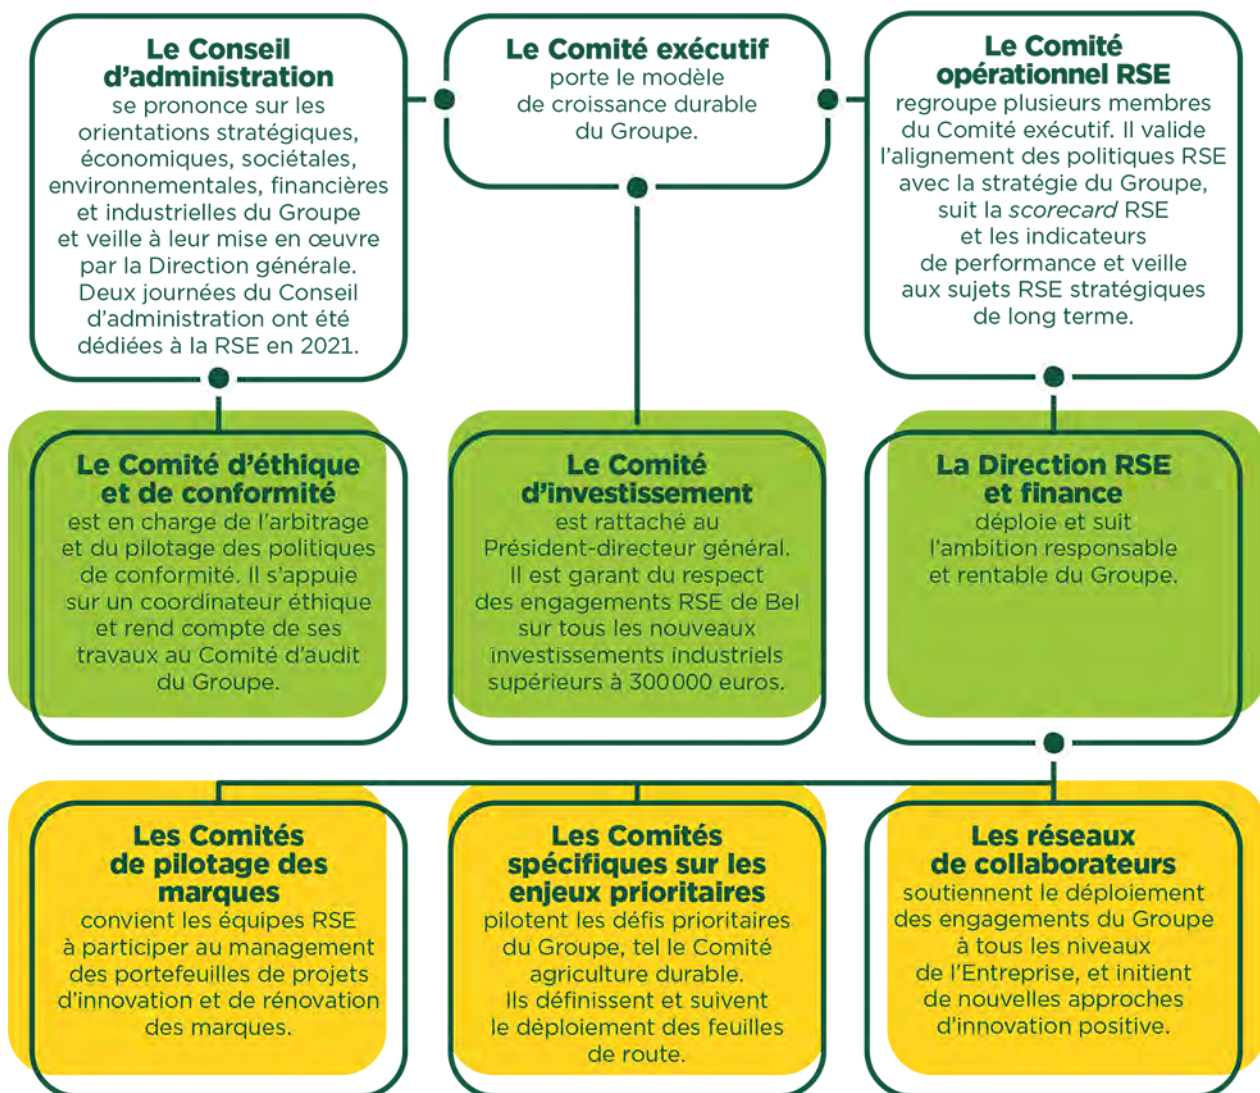 Le Conseil
d’administration
se prononce sur les
orientations stratégiques,
économiques, sociétales,
environnementales, financières
et industrielles du Groupe
et veille à leur mise en œuvre
par la Direction générale.
Deux journées du Conseil
d’administration ont été
dédiées à la RSE en 2021.
Le Comité exécutif
porte le modèle
de croissance durable
du Groupe.
Le Comité
opérationnel RSE
regroupe plusieurs membres
du Comité exécutif. Il valide
l’alignement des politiques RSE
avec la stratégie du Groupe,
suit la scorecard RSE
et les indicateurs
de performance et veille
aux sujets RSE stratégiques
de long terme.
Le Comité d’éthique
et de conformité
est en charge de l’arbitrage
et du pilotage des politiques
de conformité. Il s’appuie
sur un coordinateur éthique
et rend compte de ses
travaux au Comité d’audit
du Groupe.
Le Comité
d’investissement
est rattaché au
Président-directeur général.
Il est garant du respect
des engagements RSE de Bel
sur tous les nouveaux
investissements industriels
supérieurs à 300 000 euros.
La Direction RSE
et finance
déploie et suit
l’ambition responsable
et rentable du Groupe.
Les Comités
de pilotage des
marques
convient les équipes RSE
à participer au management
des portefeuilles de projets
d’innovation et de rénovation
des marques.
Les Comités
spécifiques sur les
enjeux prioritaires
pilotent les défis prioritaires
du Groupe, tel le Comité
agriculture durable.
Ils définissent et suivent
le déploiement des feuilles
de route.
Les réseaux
de collaborateurs
soutiennent le déploiement
des engagements du Groupe
à tous les niveaux
de l’Entreprise, et initient
de nouvelles approches
d’innovation positive.